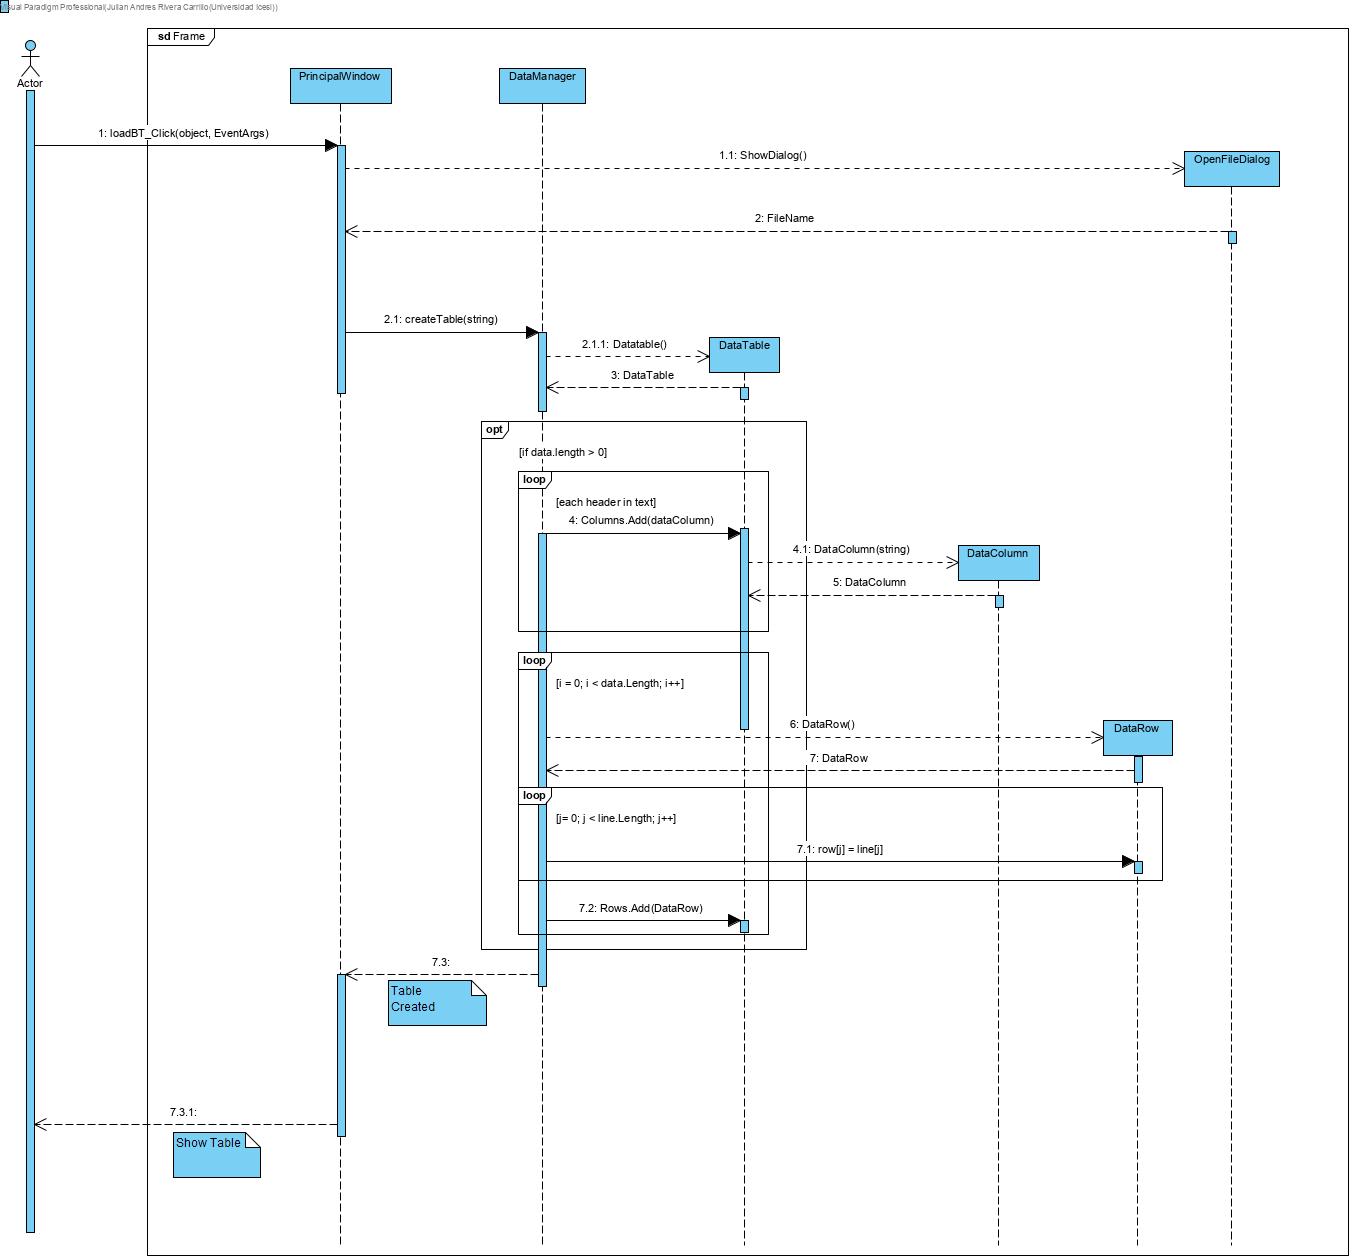 Visual Paradigm Professional(Julián Andres Rivera Carrillo(Universidad Icesi))
sd Frame
Actor
PrincipalWindow
DataManager
1: loadBT_Click(object, EventArgs)
1.1: ShowDialog()
OpenFileDialog
2: FileName
2.1: createTable(string)
2.1.1: Datatable()
DataTable
3: DataTable
opt
[if data.length > 0]
loop
[each header in text]
4: Columns.Add(dataColumn)
4.1: DataColumn(string)
DataColumn
5: DataColumn
loop
[i = 0; i < data.Length; i++]
6: DataRow()
DataRow
7: DataRow
loop
[j= 0; j < line.Length; j++]
7.1: row[j] = line[j]
7.2: Rows.Add(DataRow)
7.3:
Table
Created
7.3.1:
Show Table